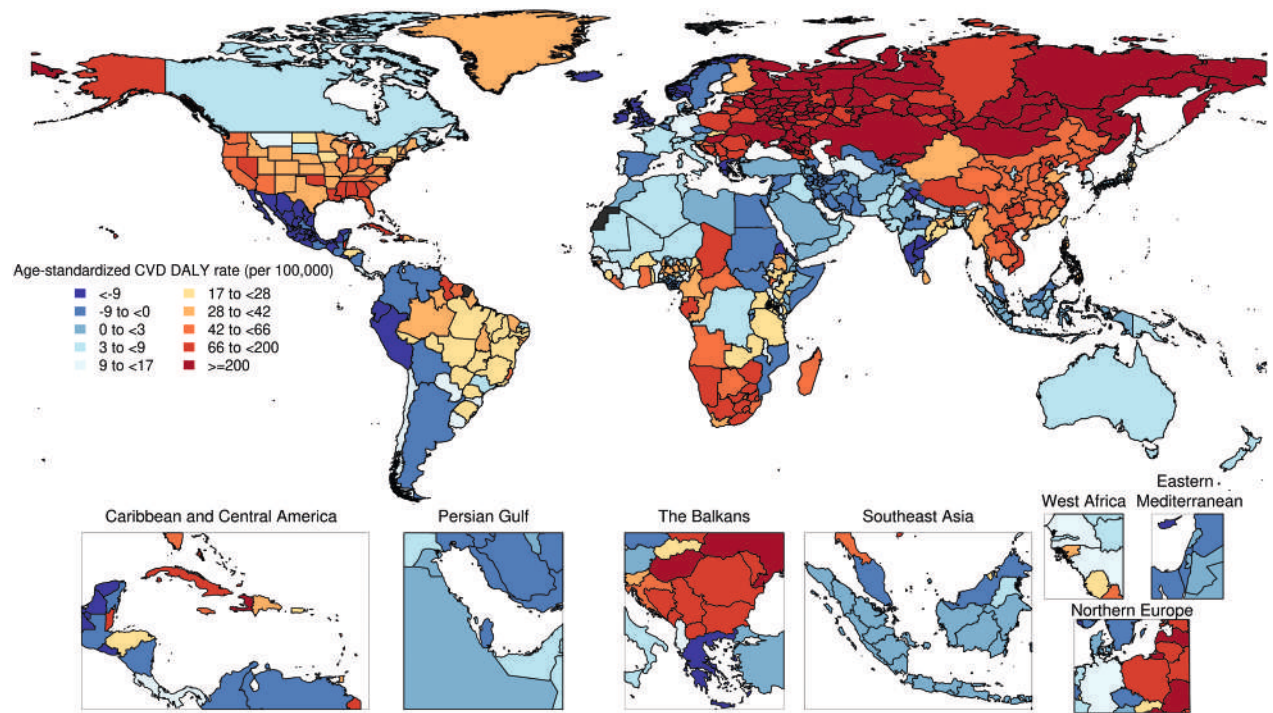 Age-standardized CVD DALY rate (per 100,000)
<-9
-9 to <0
0 to <3
3 to <9
9 to <17
17 to <28
28 to <42
42 to <66
66 to <200
>=200
Caribbean and Central America
Persian Gulf
The Balkans
Southeast Asia
West Africa
Eastern
Mediterranean
Northern Europe